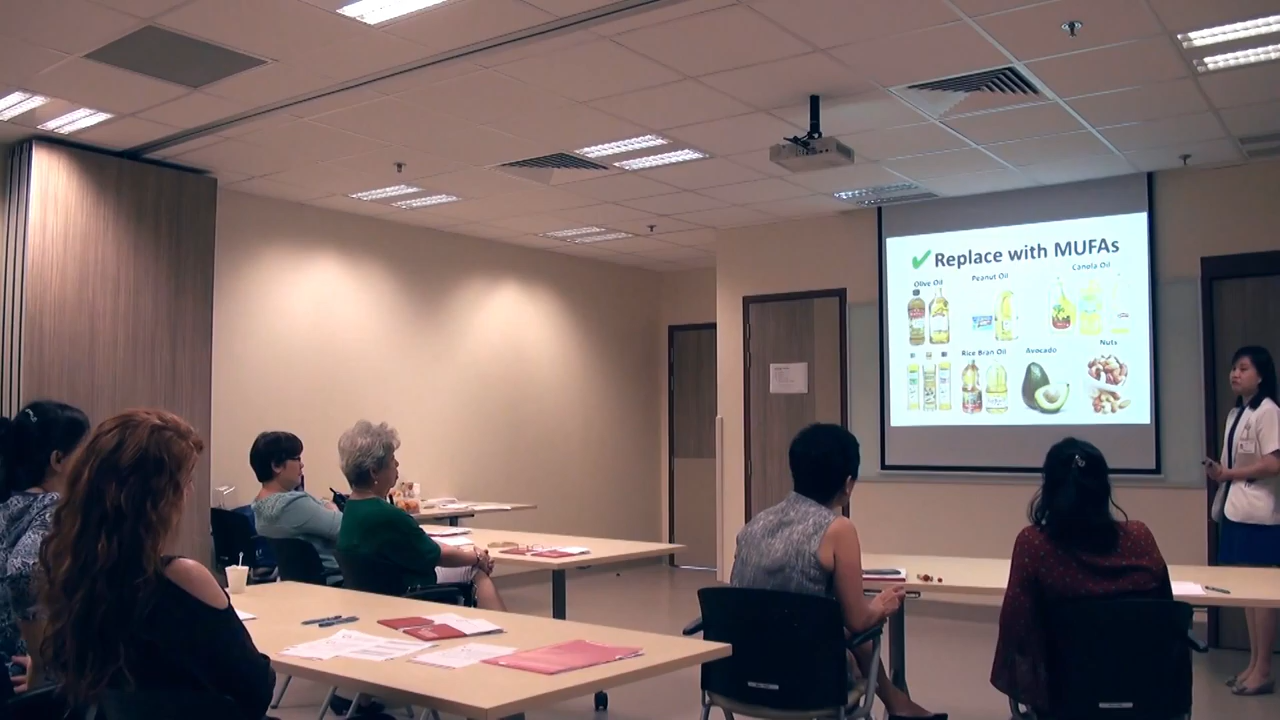 ✔ Replace with MUFAs
Olive Oil
Peanut Oil
Canola Oil
Rice Bran Oil
Avocado
Nuts